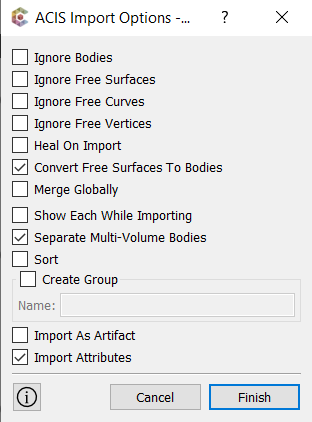 ACIS Import Options -... ? ×
Ignore Bodies
Ignore Free Surfaces
Ignore Free Curves
Ignore Free Vertices
Heal On Import
Convert Free Surfaces To Bodies
Merge Globally
Show Each While Importing
Separate Multi-Volume Bodies
Sort
Create Group
Name:
Import As Artifact
Import Attributes
i Cancel Finish